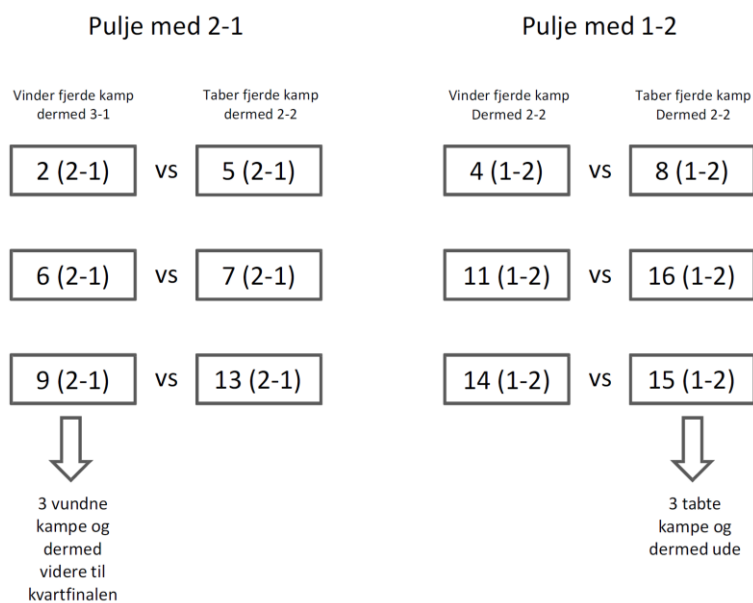 Pulje med 2-1
Vinder fjerde kamp
dermed 3-1
Taber fjerde kamp
dermed 2-2
2 (2-1) vs 5 (2-1)
6 (2-1) vs 7 (2-1)
9 (2-1) vs 13 (2-1)
3 vundne
kampe og
dermed
videre til
kvartfinalen
Pulje med 1-2
Vinder fjerde kamp
Dermed 2-2
Taber fjerde kamp
Dermed 2-2
4 (1-2) vs 8 (1-2)
11 (1-2) vs 16 (1-2)
14 (1-2) vs 15 (1-2)
3 tabte
kampe og
dermed ude